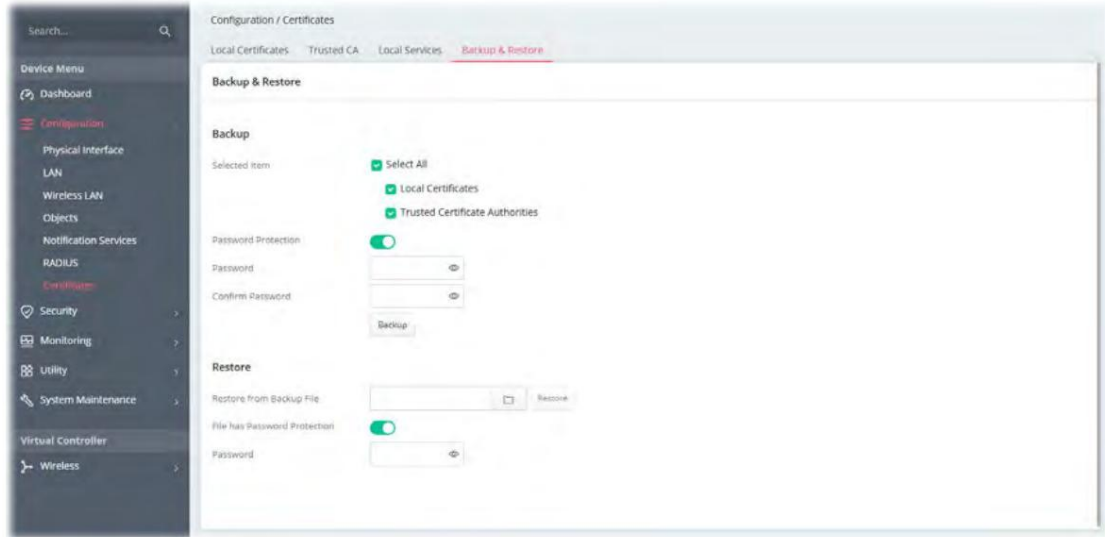 Search...
Device Menu
Dashboard
Configuration
Physical Interface
LAN
Wireless LAN
Objects
Notification Services
RADIUS
Certificates
Security
Monitoring
Utility
System Maintenance
Virtual Controller
Wireless
Configuration / Certificates
Local Certificates Trusted CA Local Services Backup & Restore
Backup & Restore
Backup
Selected Item Select All
Local Certificates
Trusted Certificate Authorities
Password Protection
Password
Confirm Password
Backup
Restore
Restore from Backup File Restore
File has Password Protection
Password